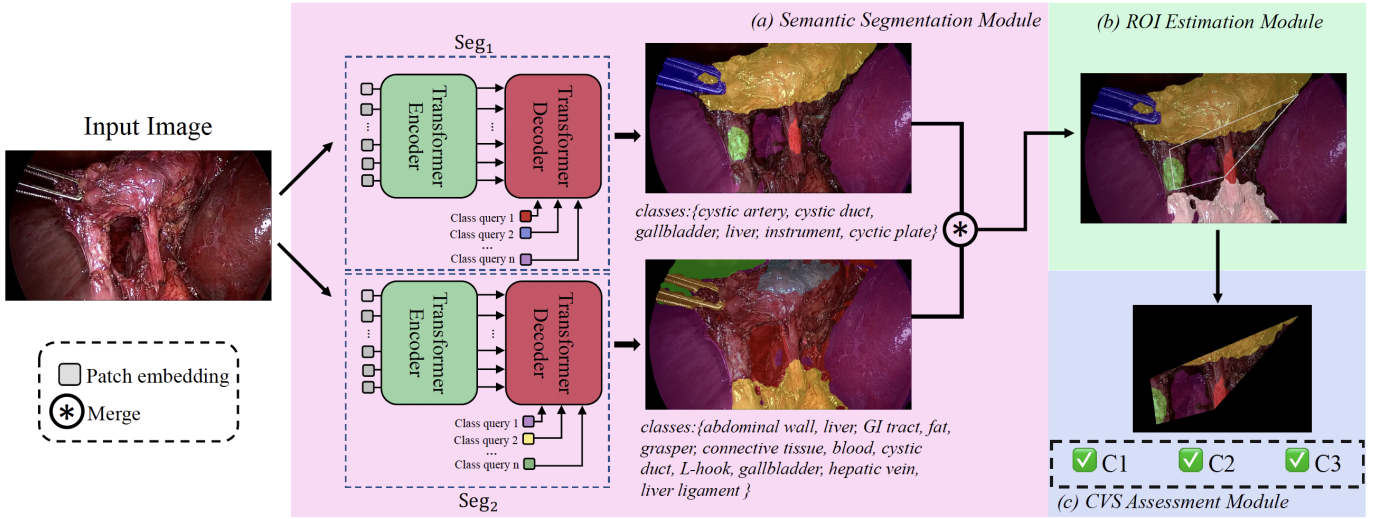 (a) Semantic Segmentation Module
(b) ROI Estimation Module
Seg1
Input Image
Transformer
Encoder
Transformer
Decoder
...
...
Class query 1
Class query 2
...
Class query n
classes:{cystic artery, cystic duct,
gallbladder, liver, instrument, cyctic plate}
Transformer
Encoder
Transformer
Decoder
...
...
Class query 1
Class query 2
...
Class query n
Seg2
classes:{abdominal wall, liver, GI tract, fat,
grasper, connective tissue, blood, cystic
duct, L-hook, gallbladder, hepatic vein,
liver ligament }
Patch embedding
* Merge
*
C1 C2 C3
(c) CVS Assessment Module